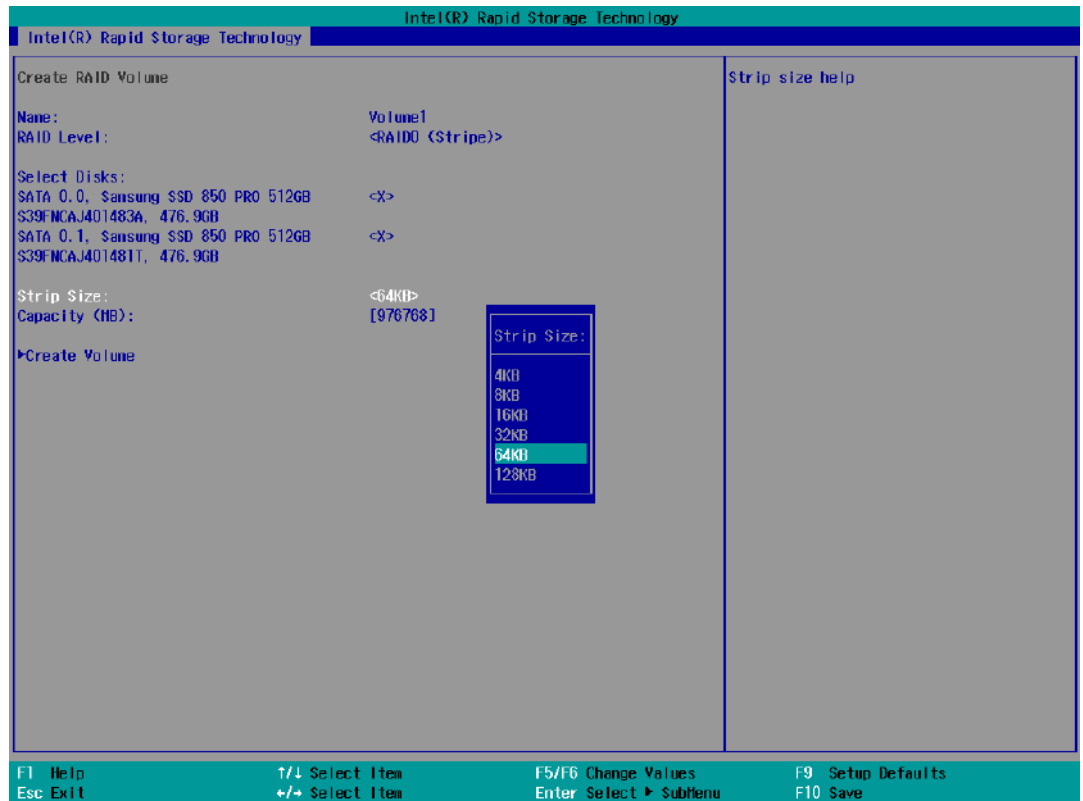 Intel(R) Rapid Storage Technology
Intel(R) Rapid Storage Technology
Create RAID Volume
Strip size help
Name: Volume1
RAID Level: <RAID0 (Stripe)>
Select Disks:
SATA 0.0, Samsung SSD 850 PRO 512GB <X>
S39FNCAJ401483A, 476.9GB
SATA 0.1, Samsung SSD 850 PRO 512GB <X>
S39FNCAJ401481T, 476.9GB
Strip Size: <64KB>
Capacity (MB): [976768]
▶Create Volume
Strip Size:
4KB
8KB
16KB
32KB
64KB
128KB
F1 Help ↑/↓ Select Item F5/F6 Change Values F9 Setup Defaults
Esc Exit ←/→ Select Item Enter Select ▶ SubMenu F10 Save